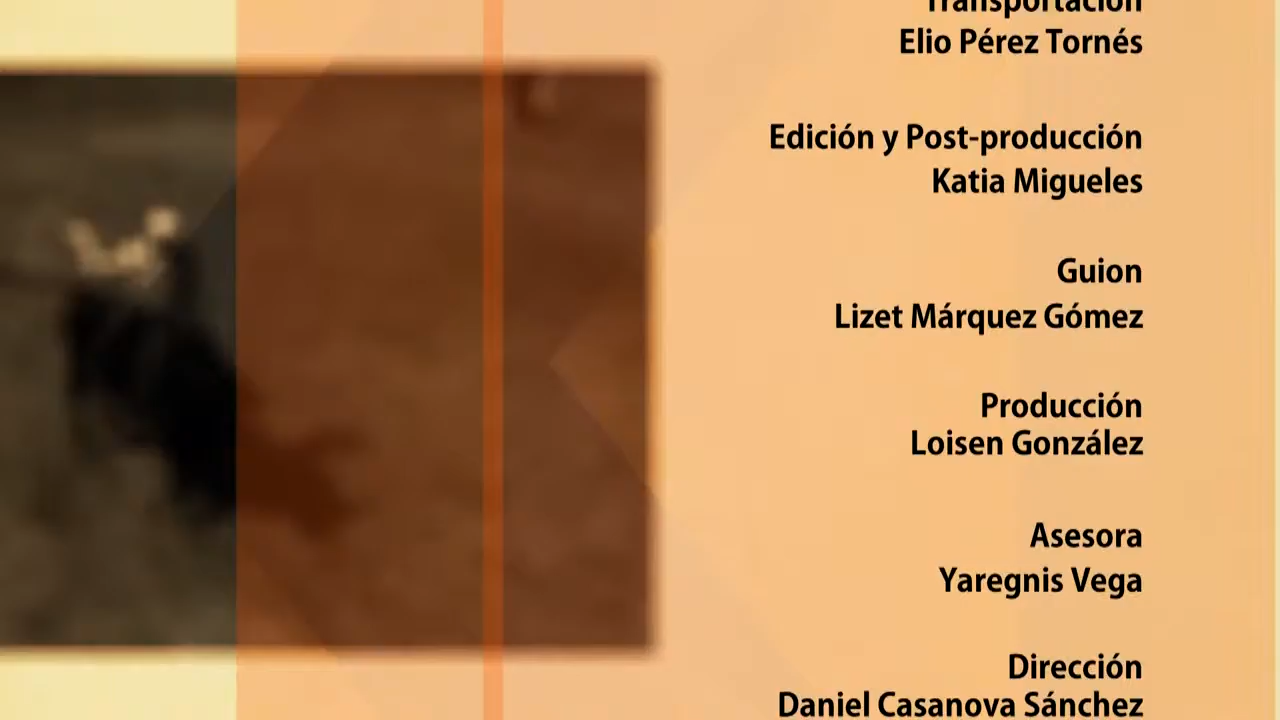 Transportación
Elio Pérez Tornés
Edición y Post-producción
Katia Migueles
Guion
Lizet Márquez Gómez
Producción
Loisen González
Asesora
Yaregnis Vega
Dirección
Daniel Casanova Sánchez